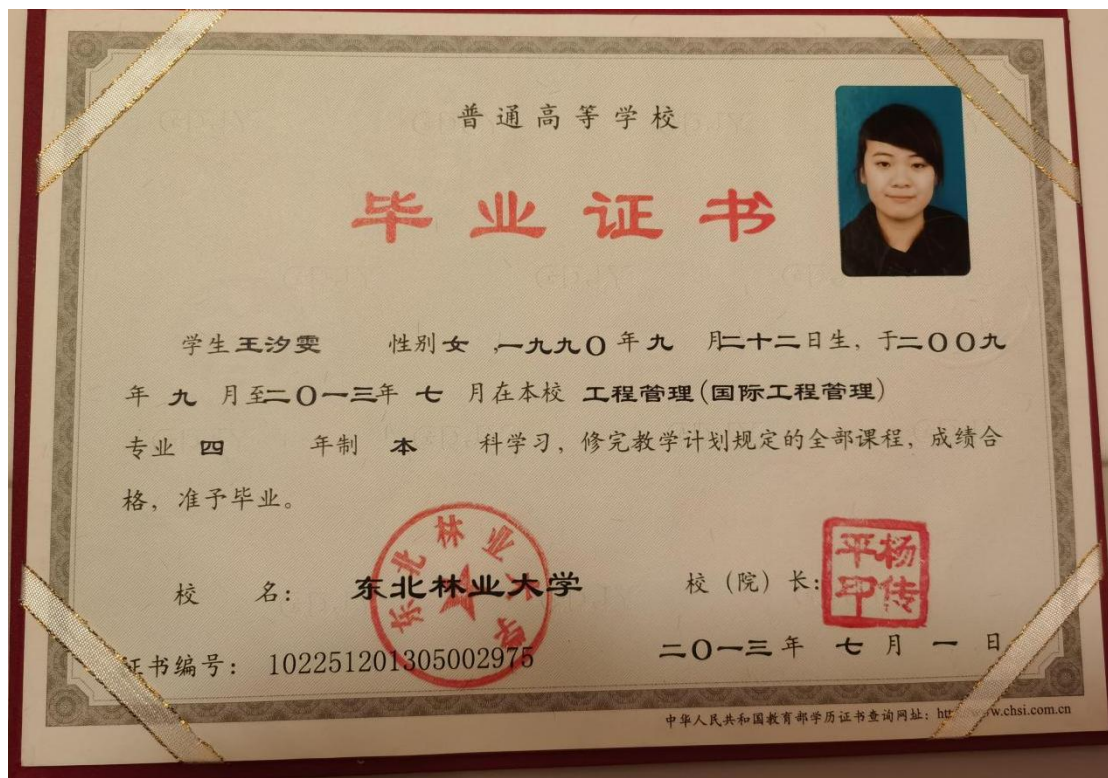 普通高等学校
毕业证书
学生王汐雯 性别女,一九九〇年九月二十二日生,于二〇〇九
年九月至二〇一三年七月在本校 工程管理(国际工程管理)
专业 四 年制 本 科学习,修完教学计划规定的全部课程,成绩合
格,准予毕业。
校 名: 东北林业大学 校(院)长:
东北林业大学
杨传平印
证书编号: 102251201305002975 二〇一三年 七月 一日
中华人民共和国教育部学历证书查询网址: www.chsi.com.cn